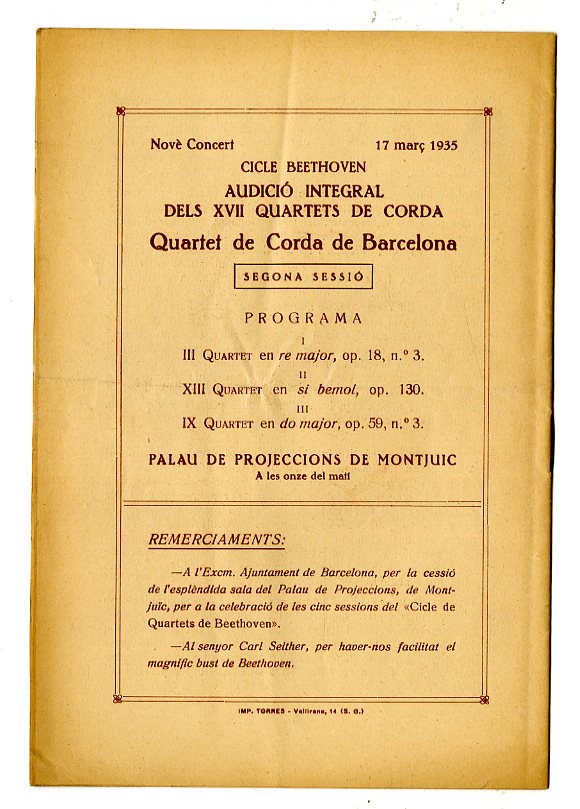 Novè Concert 17 març 1935
CICLE BEETHOVEN
AUDICIÓ INTEGRAL
DELS XVII QUARTETS DE CORDA
Quartet de Corda de Barcelona
SEGONA SESSIÓ
PROGRAMA
I
III QUARTET en re major, op. 18, n.º 3.
II
XIII QUARTET en si bemol, op. 130.
III
IX QUARTET en do major, op. 59, n.º 3.
PALAU DE PROJECCIONS DE MONTJUIC
A les onze del matí
REMERCIAMENTS:
—A l'Excm. Ajuntament de Barcelona, per la cessió
de l'esplèndida sala del Palau de Projeccions, de Mont-
juïc, per a la celebració de les cinc sessions del «Cicle de
Quartets de Beethoven».
—Al senyor Carl Seither, per haver-nos facilitat el
magnífic bust de Beethoven.
IMP. TORRES - Vallirana, 14 (S. G.)